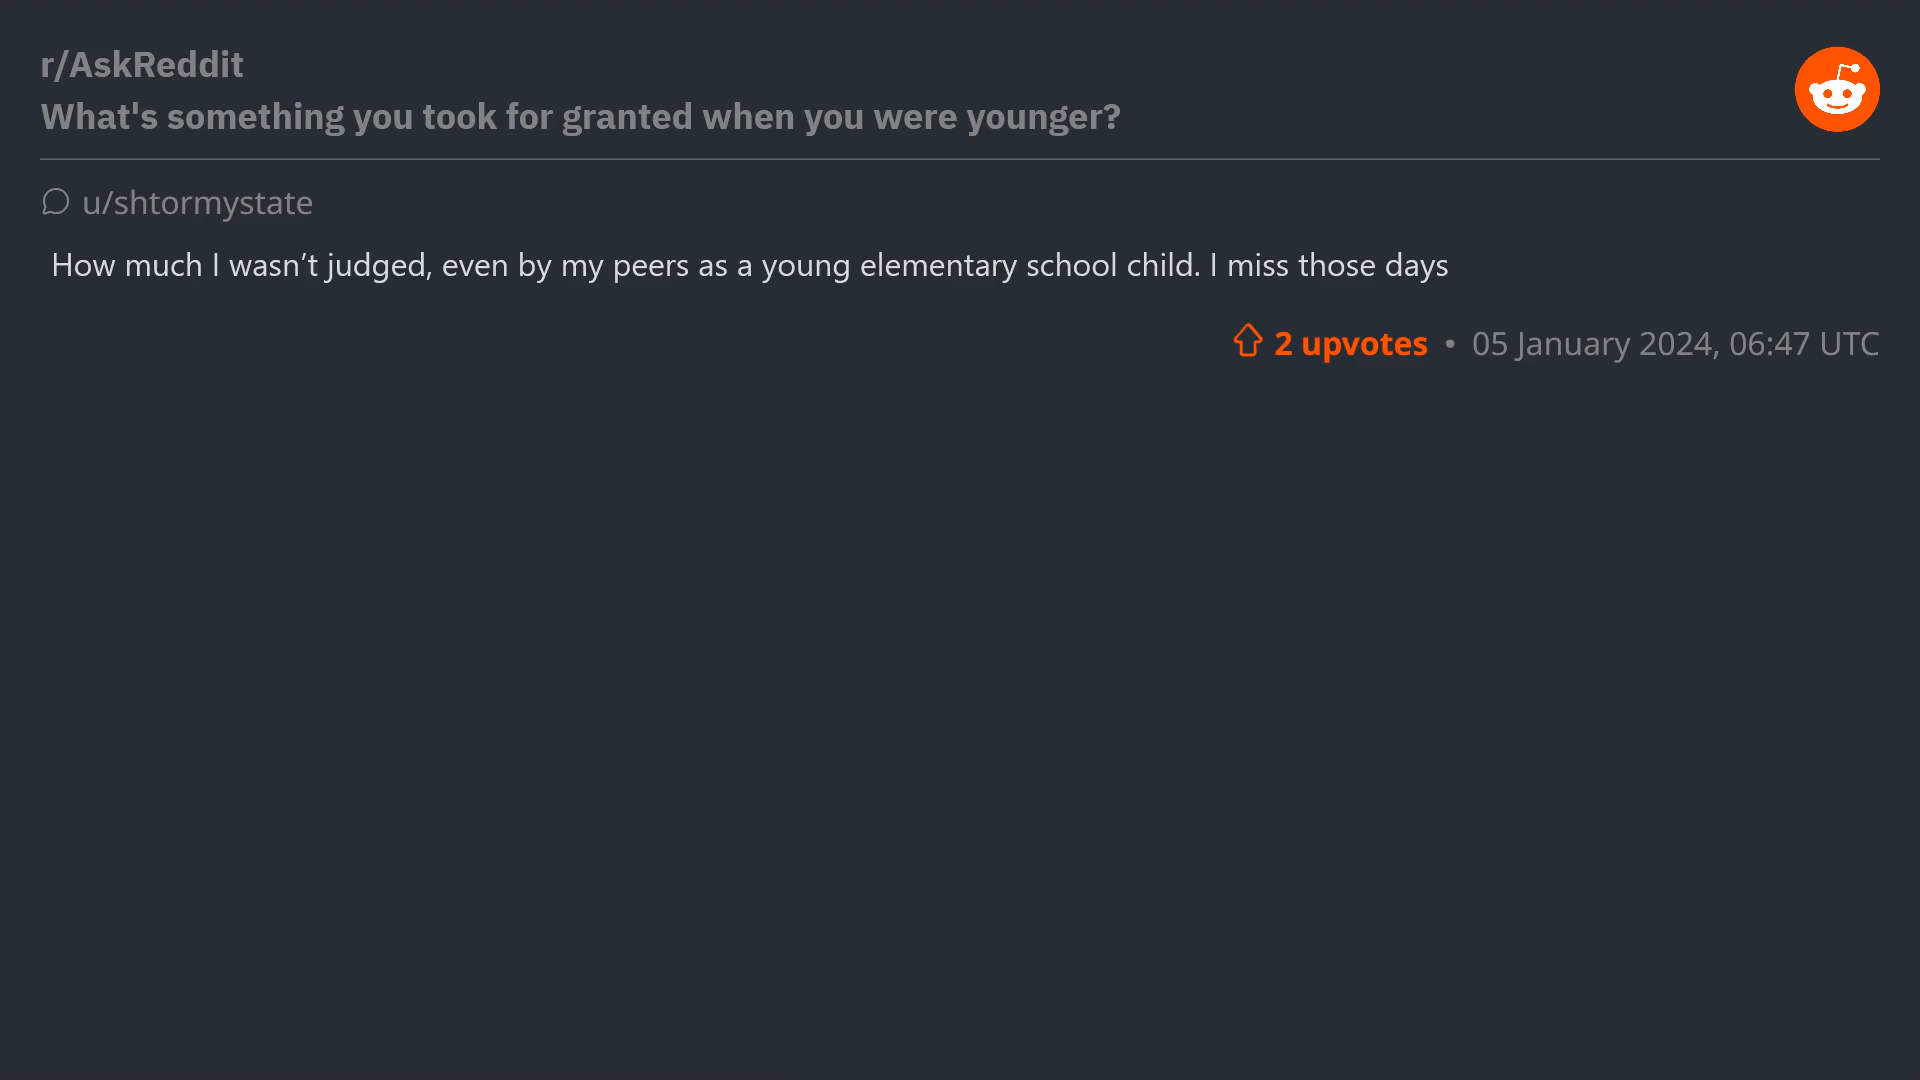 r/AskReddit
What's something you took for granted when you were younger?
u/shtormystate
How much I wasn’t judged, even by my peers as a young elementary school child. I miss those days
2 upvotes • 05 January 2024, 06:47 UTC